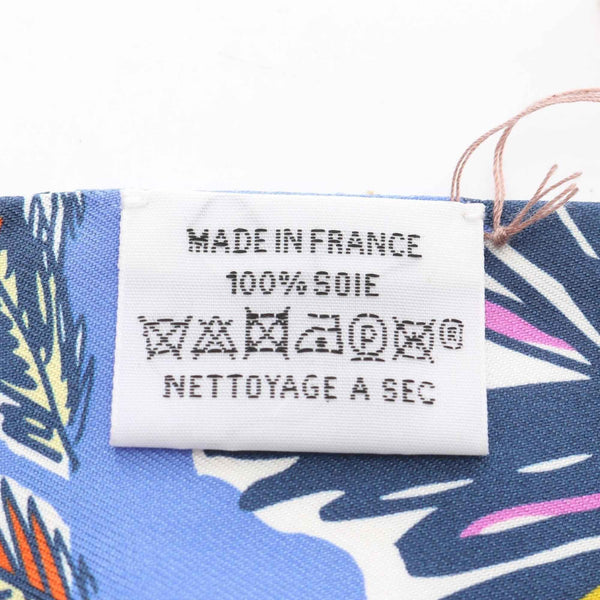 MADE IN FRANCE
100% SOIE
P ®
NETTOYAGE A SEC